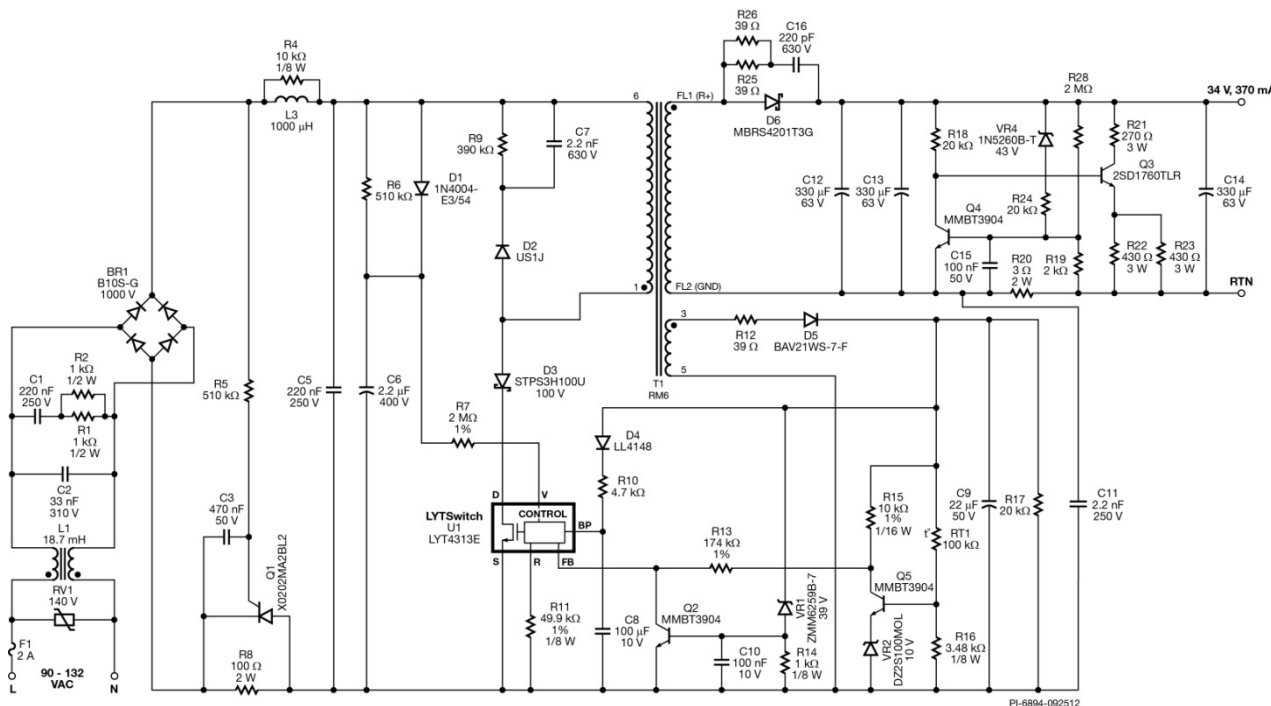 R4
10 kΩ
1/8 W
L3
1000 µH
R9
390 kΩ
C7
2.2 nF
630 V
R6
510 kΩ
D1
1N4004-
E3/54
D2
US1J
6
1
FL1 (R+)
FL2 (GND)
R26
39 Ω
C16
220 pF
630 V
R25
39 Ω
D6
MBRS4201T3G
C12
330 µF
63 V
C13
330 µF
63 V
R18
20 kΩ
VR4
1N5260B-T
43 V
R28
2 MΩ
R21
270 Ω
3 W
Q3
2SD1760TLR
C14
330 µF
63 V
34 V, 370 mA
Q4
MMBT3904
R24
20 kΩ
C15
100 nF
50 V
R20
3 Ω
2 W
R19
2 kΩ
R22
430 Ω
3 W
R23
430 Ω
3 W
RTN
BR1
B10S-G
1000 V
R2
1 kΩ
1/2 W
C1
220 nF
250 V
R1
1 kΩ
1/2 W
C2
33 nF
310 V
L1
18.7 mH
RV1
140 V
F1
2 A
L
N
90 - 132
VAC
R5
510 kΩ
C3
470 nF
50 V
Q1
X0202MA2BL2
R8
100 Ω
2 W
C5
220 nF
250 V
C6
2.2 µF
400 V
R7
2 MΩ
1%
D3
STPS3H100U
100 V
3
5
T1
RM6
R12
39 Ω
D5
BAV21WS-7-F
D4
LL4148
R10
4.7 kΩ
D
V
LYTSwitch
U1
LYT4313E
CONTROL
BP
S
R
FB
R11
49.9 kΩ
1%
1/8 W
C8
100 µF
10 V
R13
174 kΩ
1%
Q2
MMBT3904
C10
100 nF
10 V
VR1
ZMM5259B-7
39 V
R14
1 kΩ
1/8 W
R15
10 kΩ
1%
1/16 W
Q5
MMBT3904
VR2
DZ2S100MOL
10 V
t°
RT1
100 kΩ
R16
3.48 kΩ
1/8 W
C9
22 µF
50 V
R17
20 kΩ
C11
2.2 nF
250 V
PI-6894-092512